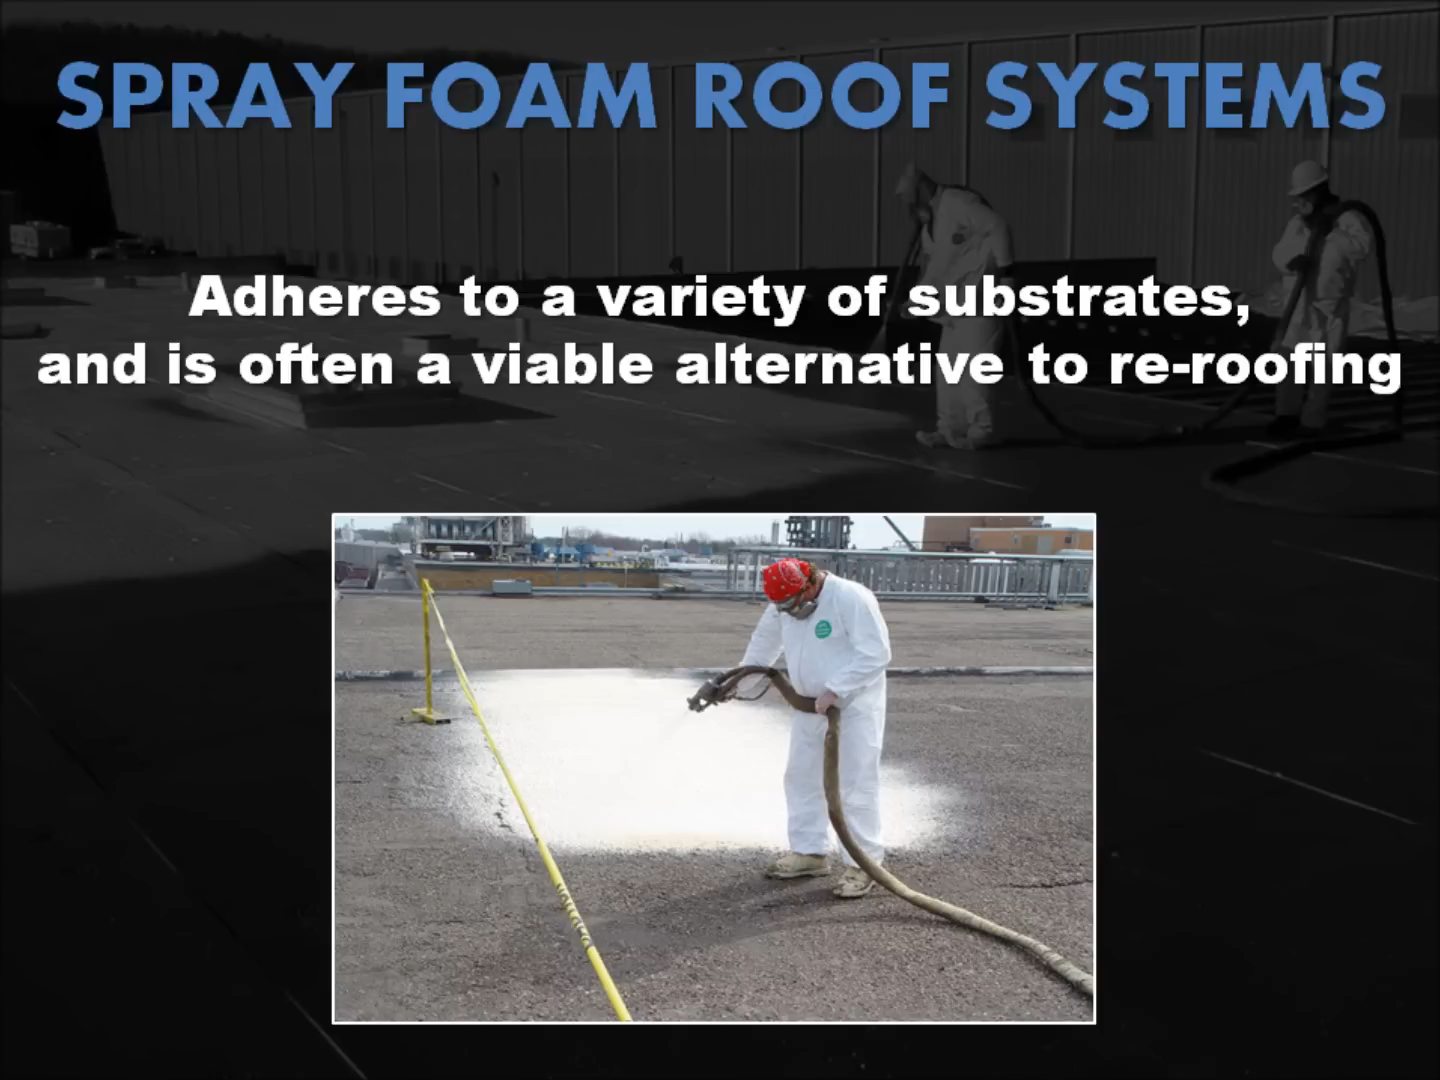 SPRAY FOAM ROOF SYSTEMS
Adheres to a variety of substrates,
and is often a viable alternative to re-roofing